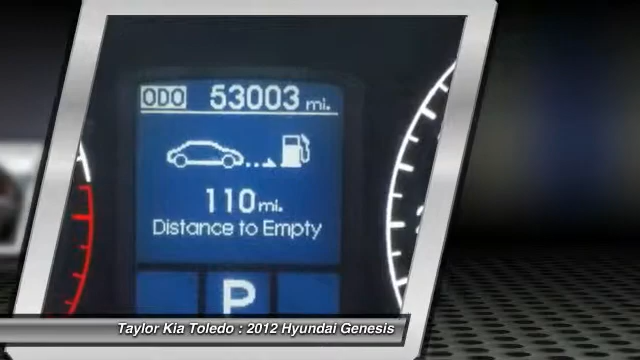 ODO 53003 mi.
110 mi.
Distance to Empty
P
Taylor Kia Toledo : 2012 Hyundai Genesis